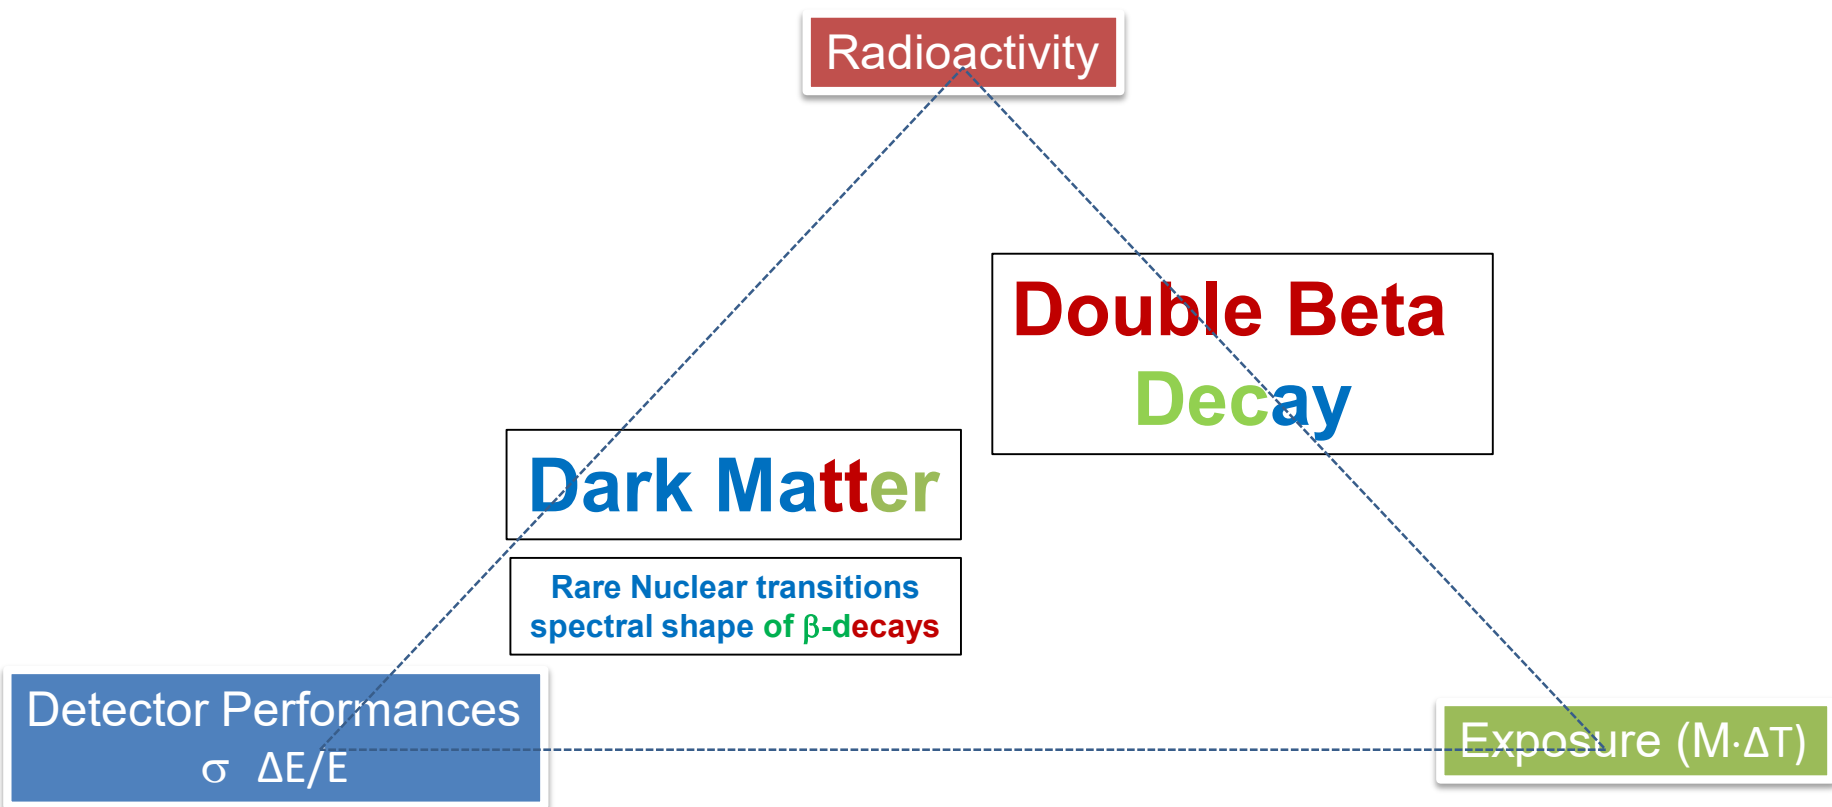 Radioactivity
Double Beta
Decay
Dark Matter
Rare Nuclear transitions
spectral shape of β-decays
Detector Performances
σ ΔE/E
Exposure (M·ΔT)